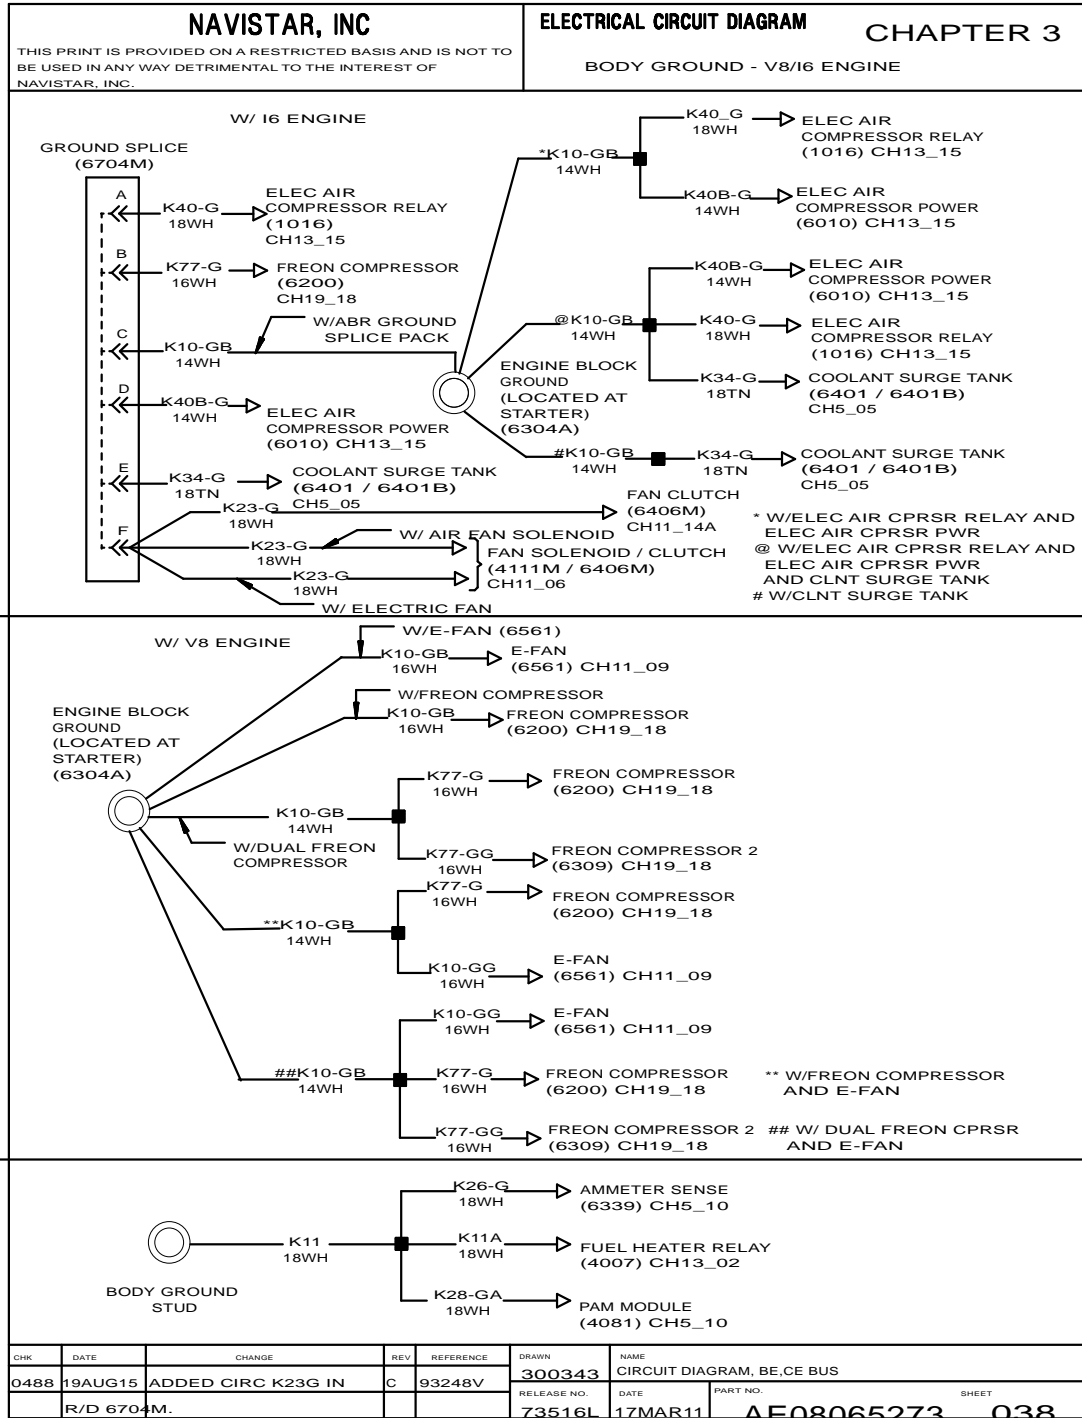 NAVISTAR, INC
THIS PRINT IS PROVIDED ON A RESTRICTED BASIS AND IS NOT TO
BE USED IN ANY WAY DETRIMENTAL TO THE INTEREST OF
NAVISTAR, INC.
ELECTRICAL CIRCUIT DIAGRAM
CHAPTER 3
BODY GROUND - V8/I6 ENGINE
W/ I6 ENGINE
GROUND SPLICE
(6704M)
A
K40-G
18WH
ELEC AIR
COMPRESSOR RELAY
(1016)
CH13_15
B
K77-G
16WH
FREON COMPRESSOR
(6200)
CH19_18
C
K10-GB
14WH
W/ABR GROUND
SPLICE PACK
D
K40B-G
14WH
ELEC AIR
COMPRESSOR POWER
(6010) CH13_15
E
K34-G
18TN
COOLANT SURGE TANK
(6401 / 6401B)
CH5_05
F
K23-G
18WH
FAN CLUTCH
(6406M)
CH11_14A
W/ AIR FAN SOLENOID
K23-G
18WH
FAN SOLENOID / CLUTCH
(4111M / 6406M)
CH11_06
K23-G
18WH
W/ ELECTRIC FAN
ENGINE BLOCK
GROUND
(LOCATED AT
STARTER)
(6304A)
*K10-GB
14WH
K40_G
18WH
ELEC AIR
COMPRESSOR RELAY
(1016) CH13_15
K40B-G
14WH
ELEC AIR
COMPRESSOR POWER
(6010) CH13_15
@K10-GB
14WH
K40B-G
14WH
ELEC AIR
COMPRESSOR POWER
(6010) CH13_15
K40-G
18WH
ELEC AIR
COMPRESSOR RELAY
(1016) CH13_15
K34-G
18TN
COOLANT SURGE TANK
(6401 / 6401B)
CH5_05
#K10-GB
14WH
K34-G
18TN
COOLANT SURGE TANK
(6401 / 6401B)
CH5_05
* W/ELEC AIR CPRSR RELAY AND
ELEC AIR CPRSR PWR
@ W/ELEC AIR CPRSR RELAY AND
ELEC AIR CPRSR PWR
AND CLNT SURGE TANK
# W/CLNT SURGE TANK
W/ V8 ENGINE
ENGINE BLOCK
GROUND
(LOCATED AT
STARTER)
(6304A)
W/E-FAN (6561)
K10-GB
16WH
E-FAN
(6561) CH11_09
W/FREON COMPRESSOR
K10-GB
16WH
FREON COMPRESSOR
(6200) CH19_18
K10-GB
14WH
W/DUAL FREON
COMPRESSOR
K77-G
16WH
FREON COMPRESSOR
(6200) CH19_18
K77-GG
16WH
FREON COMPRESSOR 2
(6309) CH19_18
**K10-GB
14WH
K77-G
16WH
FREON COMPRESSOR
(6200) CH19_18
K10-GG
16WH
E-FAN
(6561) CH11_09
##K10-GB
14WH
K10-GG
16WH
E-FAN
(6561) CH11_09
K77-G
16WH
FREON COMPRESSOR
(6200) CH19_18
K77-GG
16WH
FREON COMPRESSOR 2
(6309) CH19_18
** W/FREON COMPRESSOR
AND E-FAN
## W/ DUAL FREON CPRSR
AND E-FAN
BODY GROUND
STUD
K11
18WH
K26-G
18WH
AMMETER SENSE
(6339) CH5_10
K11A
18WH
FUEL HEATER RELAY
(4007) CH13_02
K28-GA
18WH
PAM MODULE
(4081) CH5_10
CHK DATE CHANGE REV REFERENCE
0488 19AUG15 ADDED CIRC K23G IN C 93248V
R/D 6704M.
DRAWN
300343
NAME
CIRCUIT DIAGRAM, BE,CE BUS
RELEASE NO.
73516L
DATE
17MAR11
PART NO.
AE08065273
SHEET
038